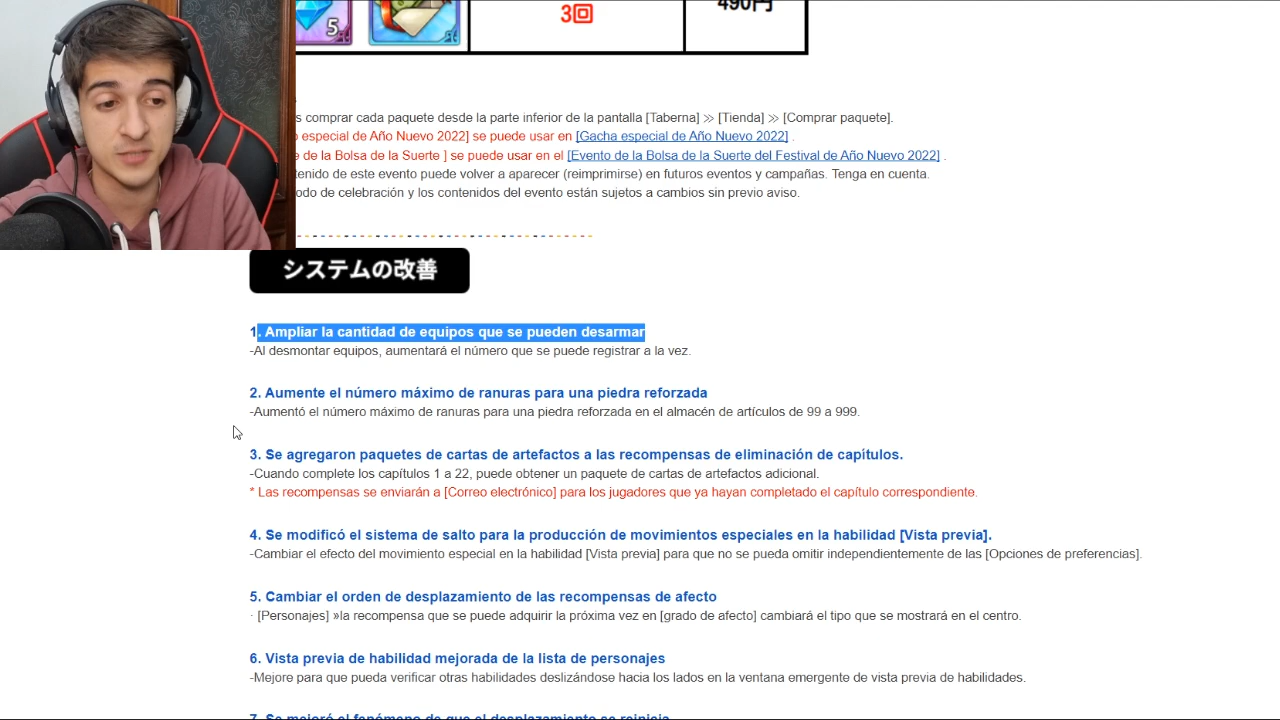 5
3回
490円
s comprar cada paquete desde la parte inferior de la pantalla [Taberna] >> [Tienda] >> [Comprar paquete].
especial de Año Nuevo 2022] se puede usar en [Gacha especial de Año Nuevo 2022] .
e de la Bolsa de la Suerte ] se puede usar en el [Evento de la Bolsa de la Suerte del Festival de Año Nuevo 2022] .
tenido de este evento puede volver a aparecer (reimprimirse) en futuros eventos y campañas. Tenga en cuenta.
odo de celebración y los contenidos del evento están sujetos a cambios sin previo aviso.
システムの改善
1. Ampliar la cantidad de equipos que se pueden desarmar
-Al desmontar equipos, aumentará el número que se puede registrar a la vez.
2. Aumente el número máximo de ranuras para una piedra reforzada
-Aumentó el número máximo de ranuras para una piedra reforzada en el almacén de artículos de 99 a 999.
3. Se agregaron paquetes de cartas de artefactos a las recompensas de eliminación de capítulos.
-Cuando complete los capítulos 1 a 22, puede obtener un paquete de cartas de artefactos adicional.
* Las recompensas se enviarán a [Correo electrónico] para los jugadores que ya hayan completado el capítulo correspondiente.
4. Se modificó el sistema de salto para la producción de movimientos especiales en la habilidad [Vista previa].
-Cambiar el efecto del movimiento especial en la habilidad [Vista previa] para que no se pueda omitir independientemente de las [Opciones de preferencias].
5. Cambiar el orden de desplazamiento de las recompensas de afecto
· [Personajes] »la recompensa que se puede adquirir la próxima vez en [grado de afecto] cambiará el tipo que se mostrará en el centro.
6. Vista previa de habilidad mejorada de la lista de personajes
-Mejore para que pueda verificar otras habilidades deslizándose hacia los lados en la ventana emergente de vista previa de habilidades.
7. Se mejoró el fenómeno de que el desplazamiento se reinicia